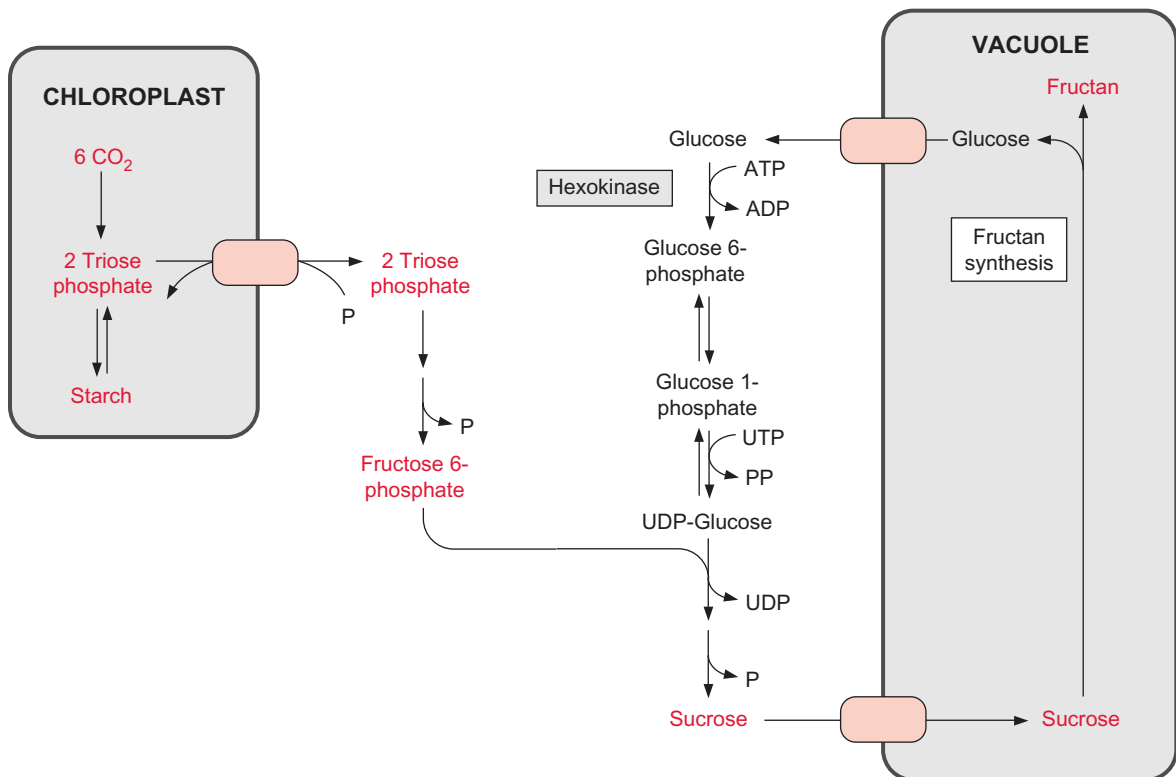 CHLOROPLAST
6 CO₂
2 Triose
phosphate
Starch
P
2 Triose
phosphate
P
Fructose 6-
phosphate
Glucose
Hexokinase
ATP
ADP
Glucose 6-
phosphate
Glucose 1-
phosphate
UTP
PP
UDP-Glucose
UDP
P
Sucrose
VACUOLE
Fructan
Glucose
Fructan
synthesis
Sucrose